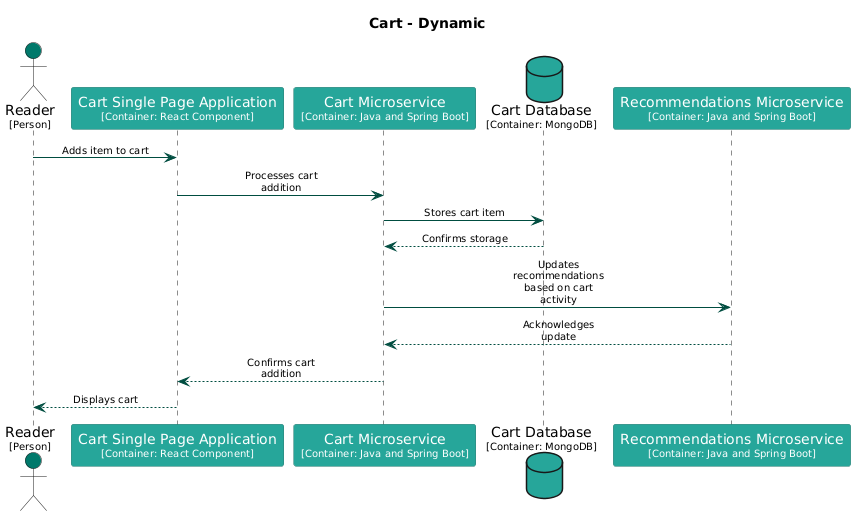 Cart - Dynamic
Reader
[Person]
Cart Single Page Application
[Container: React Component]
Cart Microservice
[Container: Java and Spring Boot]
Cart Database
[Container: MongoDB]
Recommendations Microservice
[Container: Java and Spring Boot]
Adds item to cart
Processes cart
addition
Stores cart item
Confirms storage
Updates
recommendations
based on cart
activity
Acknowledges
update
Confirms cart
addition
Displays cart
Reader
[Person]
Cart Single Page Application
[Container: React Component]
Cart Microservice
[Container: Java and Spring Boot]
Cart Database
[Container: MongoDB]
Recommendations Microservice
[Container: Java and Spring Boot]